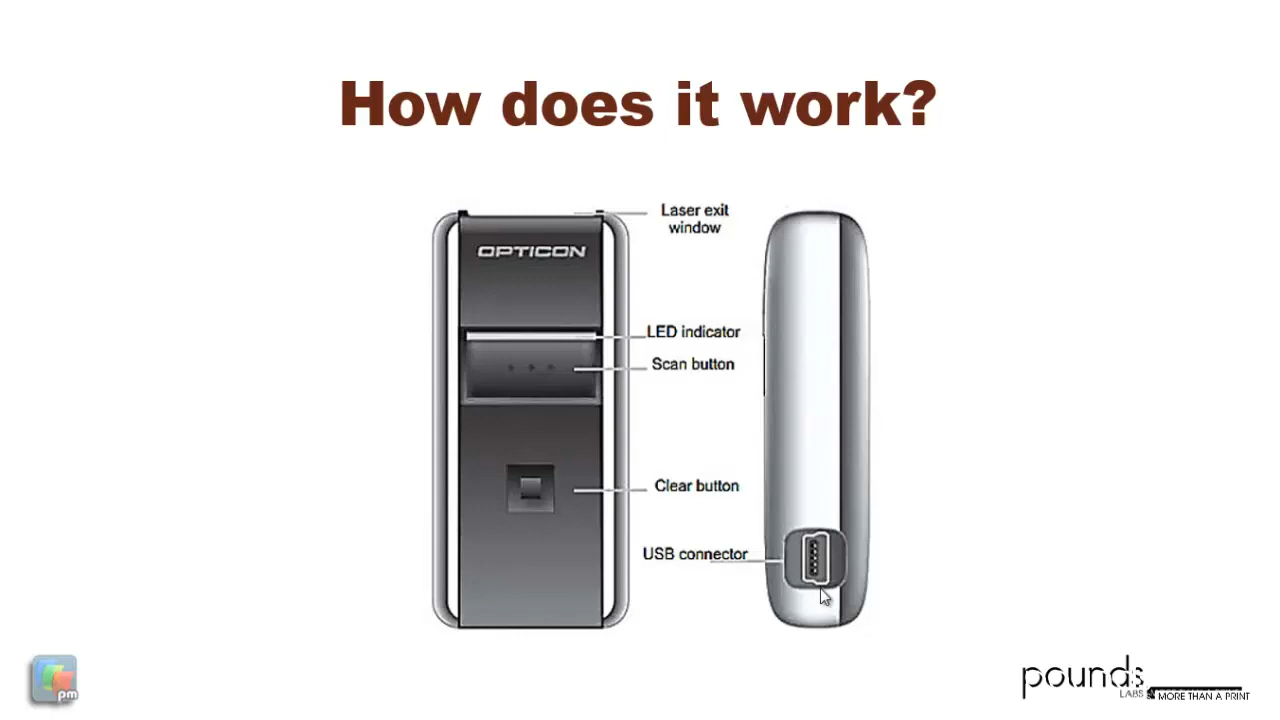 How does it work?
Laser exit
window
OPTICON
LED indicator
Scan button
Clear button
USB connector
pm
pounds
LABS
MORE THAN A PRINT